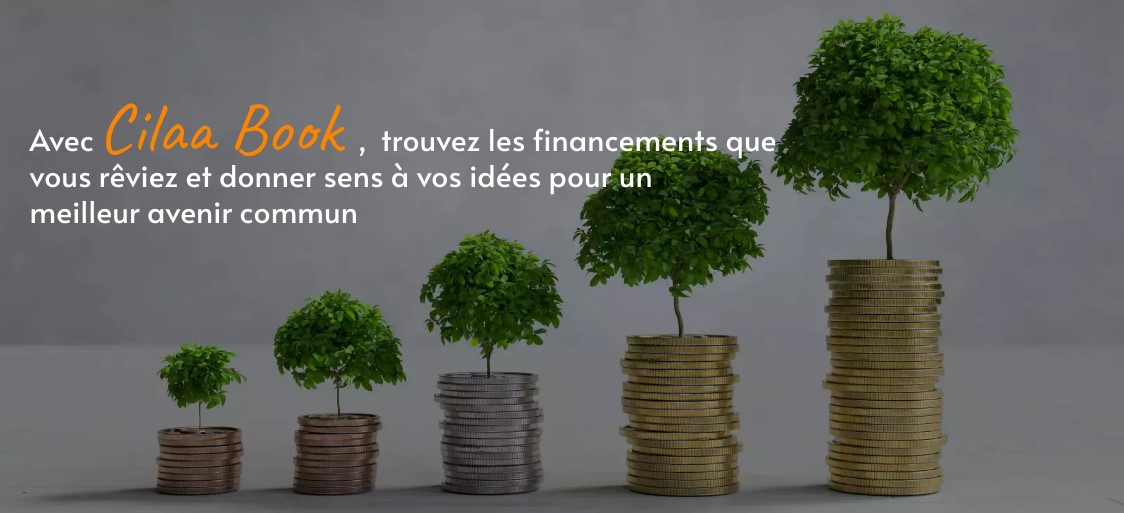 Avec Cilaa Book , trouvez les financements que
vous rêviez et donner sens à vos idées pour un
meilleur avenir commun